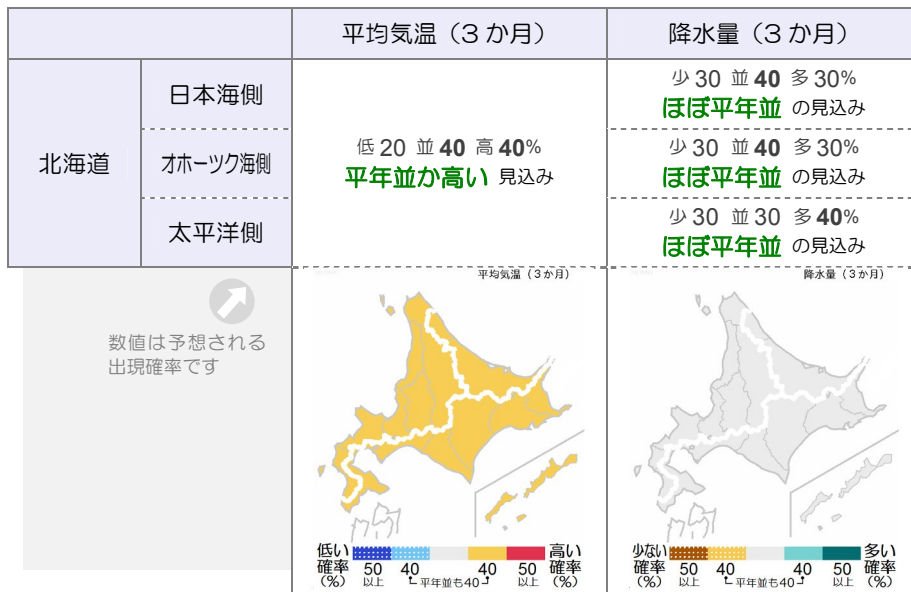 平均気温（3か月）
降水量（3か月）
北海道
日本海側
オホーツク海側
太平洋側
低 20 並 40 高 40%
平年並か高い 見込み
少 30 並 40 多 30%
ほぼ平年並 の見込み
少 30 並 40 多 30%
ほぼ平年並 の見込み
少 30 並 30 多 40%
ほぼ平年並 の見込み
数値は予想される
出現確率です
平均気温（3か月）
低い 高い
確率 50 40 40 50 確率
(%) 以上 平年並も40 以上 (%)
降水量（3か月）
少ない 多い
確率 50 40 40 50 確率
(%) 以上 平年並も40 以上 (%)